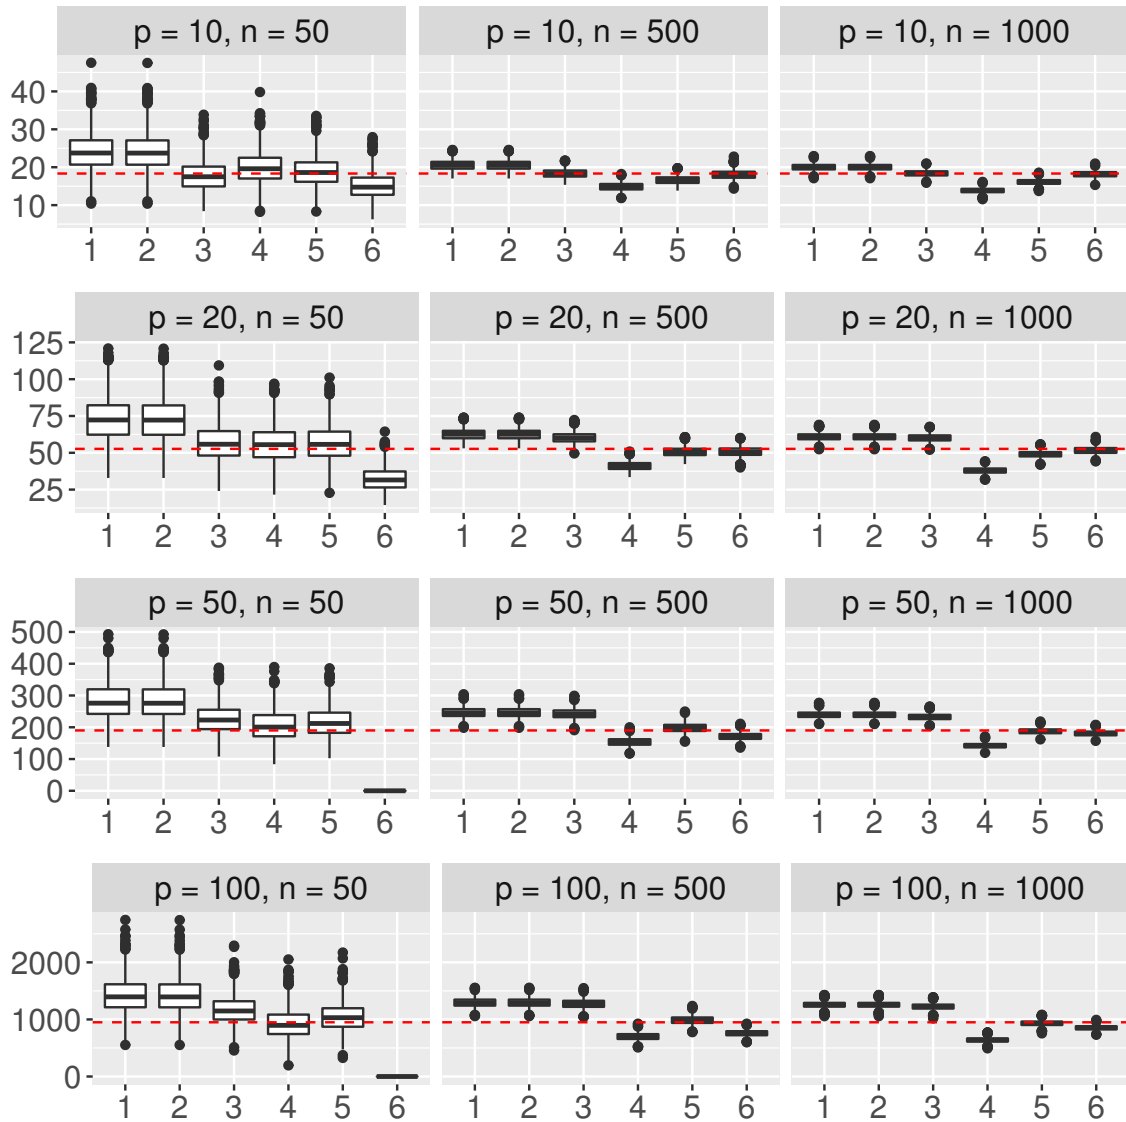 p = 10, n = 50 p = 10, n = 500 p = 10, n = 1000
40
30
20
10
1 2 3 4 5 6 1 2 3 4 5 6 1 2 3 4 5 6
p = 20, n = 50 p = 20, n = 500 p = 20, n = 1000
125
100
75
50
25
1 2 3 4 5 6 1 2 3 4 5 6 1 2 3 4 5 6
p = 50, n = 50 p = 50, n = 500 p = 50, n = 1000
500
400
300
200
100
0
1 2 3 4 5 6 1 2 3 4 5 6 1 2 3 4 5 6
p = 100, n = 50 p = 100, n = 500 p = 100, n = 1000
2000
1000
0
1 2 3 4 5 6 1 2 3 4 5 6 1 2 3 4 5 6